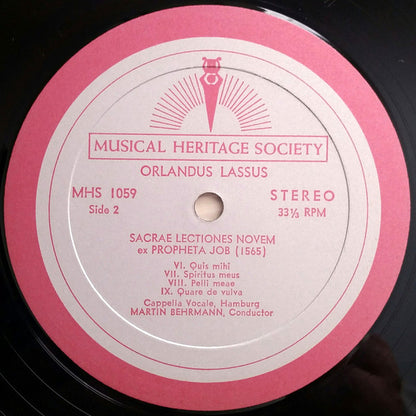 MUSICAL HERITAGE SOCIETY
ORLANDUS LASSUS
MHS 1059 STEREO
Side 2 33⅓ RPM
SACRAE LECTIONES NOVEM
ex PROPHETA JOB (1565)
VI. Quis mihi
VII. Spiritus meus
VIII. Pelli meae
IX. Quare de vulva
Cappella Vocale, Hamburg
MARTIN BEHRMANN, Conductor